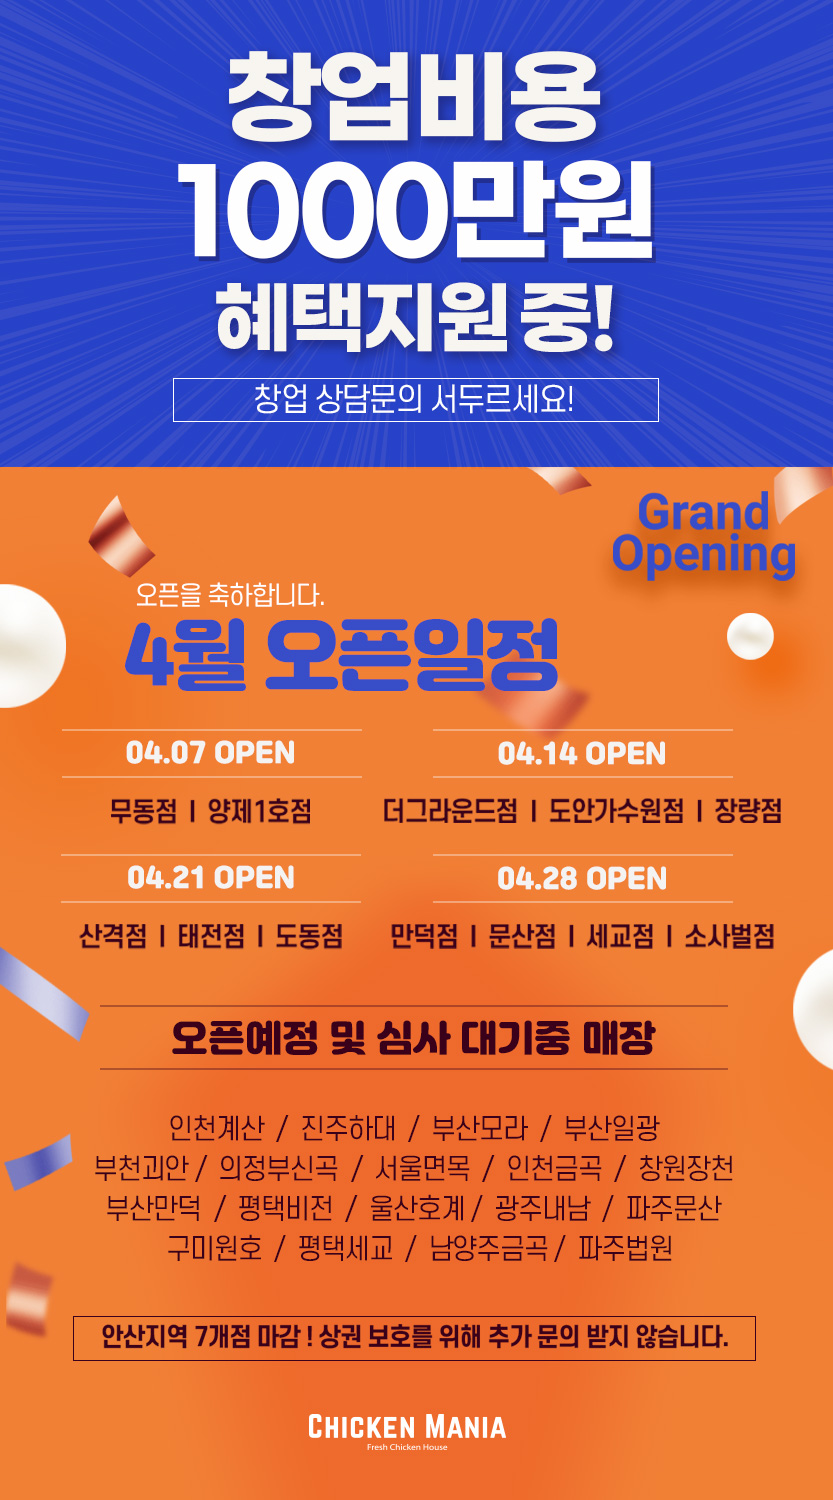 창업비용
1000만원
혜택지원 중!
창업 상담문의 서두르세요!
Grand
Opening
오픈을 축하합니다.
4월 오픈일정
04.07 OPEN
무동점 I 양제1호점
04.14 OPEN
더그라운드점 I 도안가수원점 I 장량점
04.21 OPEN
산격점 I 태전점 I 도동점
04.28 OPEN
만덕점 I 문산점 I 세교점 I 소사벌점
오픈예정 및 심사 대기중 매장
인천계산 / 진주하대 / 부산모라 / 부산일광
부천괴안 / 의정부신곡 / 서울면목 / 인천금곡 / 창원장천
부산만덕 / 평택비전 / 울산호계 / 광주내남 / 파주문산
구미원호 / 평택세교 / 남양주금곡 / 파주법원
안산지역 7개점 마감 ! 상권 보호를 위해 추가 문의 받지 않습니다.
CHICKEN MANIA
Fresh Chicken House